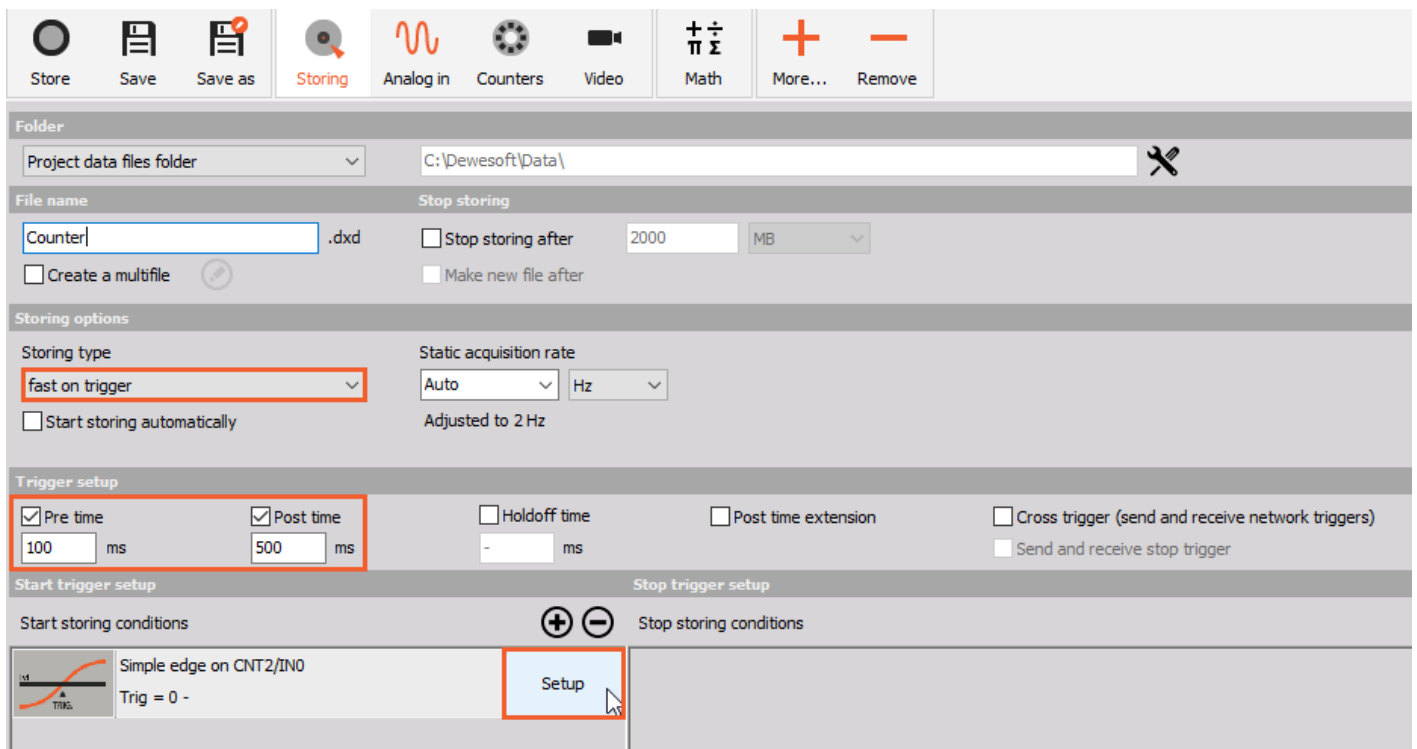 Store Save Save as Storing Analog in Counters Video Math More... Remove
Folder
Project data files folder C:\Dewesoft\Data\
File name Stop storing
Counter .dxd Stop storing after 2000 MB
Create a multifile Make new file after
Storing options
Storing type Static acquisition rate
fast on trigger Auto Hz
Start storing automatically Adjusted to 2 Hz
Trigger setup
Pre time Post time Holdoff time Post time extension Cross trigger (send and receive network triggers)
100 ms 500 ms - ms Send and receive stop trigger
Start trigger setup Stop trigger setup
Start storing conditions Stop storing conditions
Simple edge on CNT2/IN0
Setup
Trig = 0 -
TRIG.